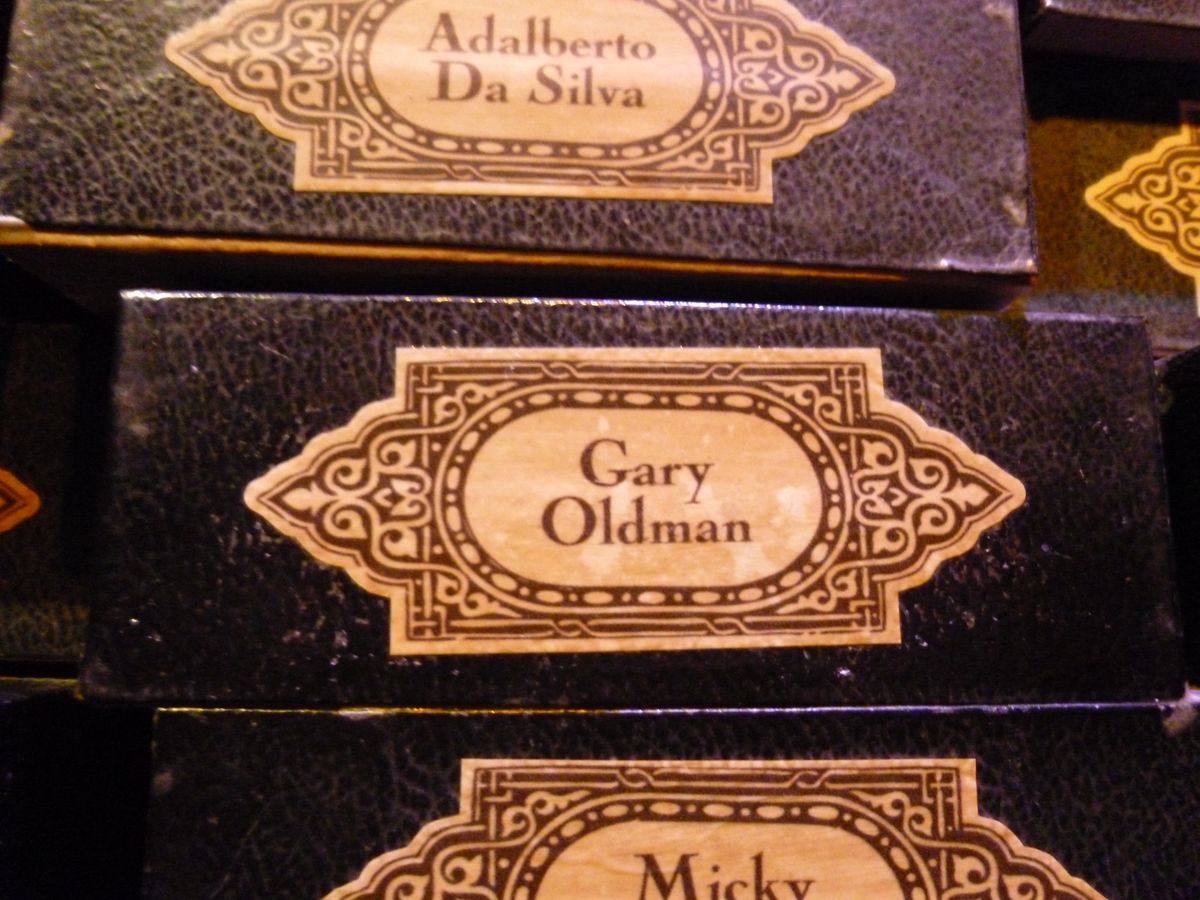 Adalberto
Da Silva
Gary
Oldman
Micky